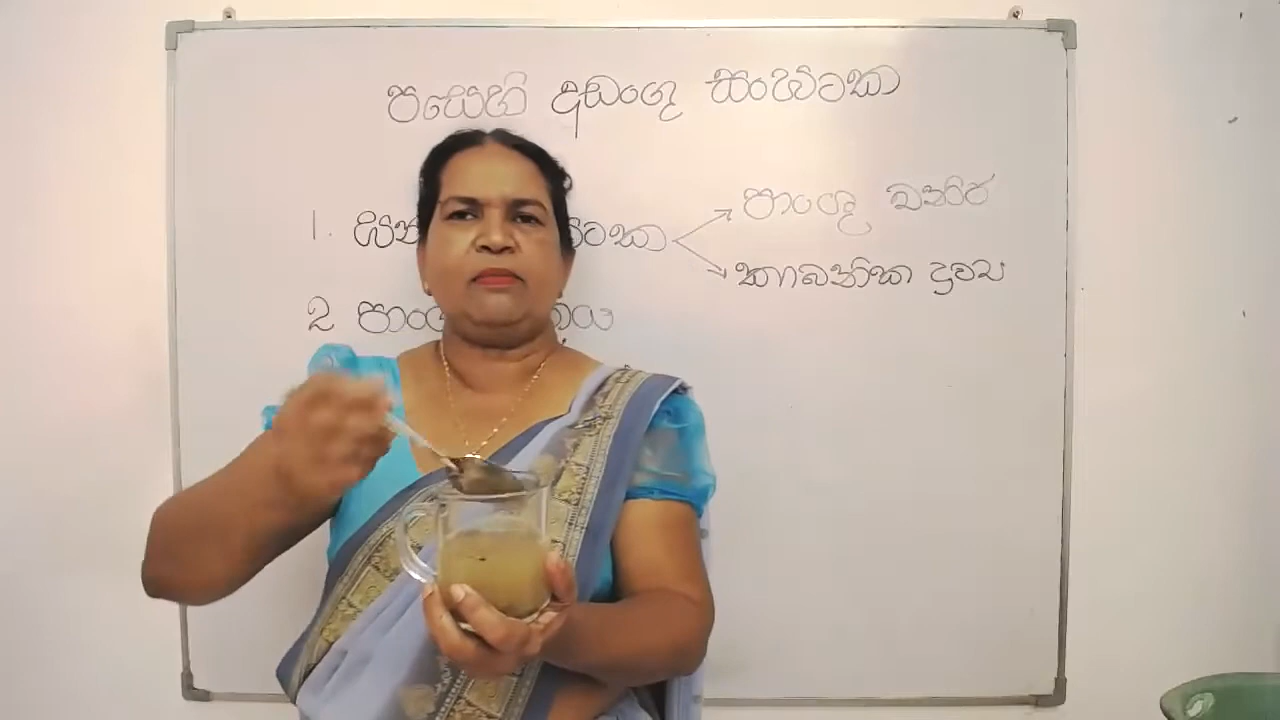 පසෙහි අඩංගු සංඝටක
1. ඝන
පාංශු ඛනිජ
කාබනික ද්‍රව්‍ය
2